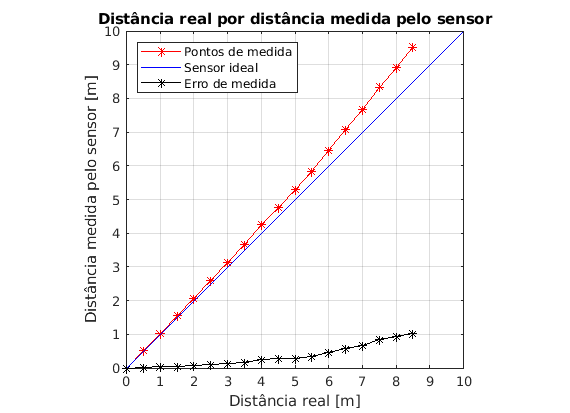 Distância real por distância medida pelo sensor
Pontos de medida
Sensor ideal
Erro de medida
Distância medida pelo sensor [m]
10
9
8
7
6
5
4
3
2
1
0
0 1 2 3 4 5 6 7 8 9 10
Distância real [m]